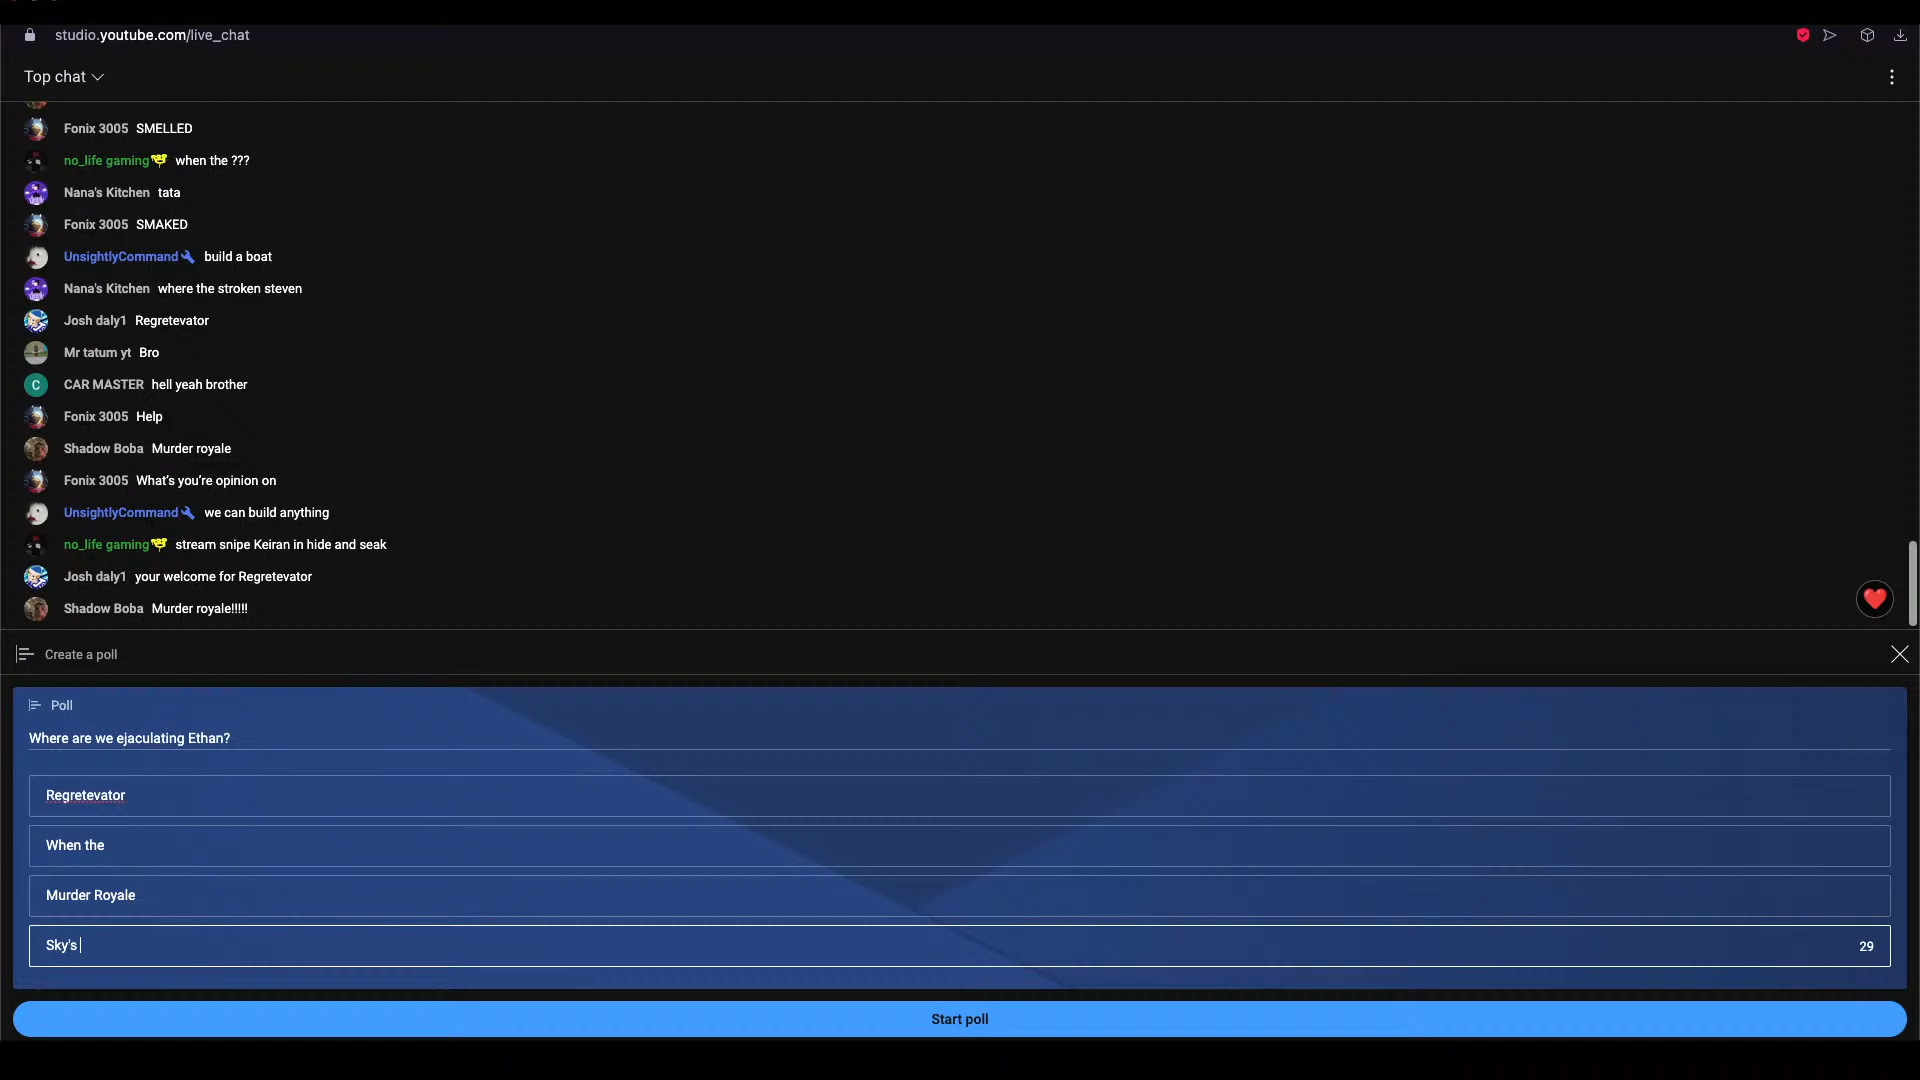 studio.youtube.com/live_chat
Top chat
Fonix 3005 SMELLED
no_life gaming when the ???
Nana's Kitchen tata
Fonix 3005 SMAKED
UnsightlyCommand build a boat
Nana's Kitchen where the stroken steven
Josh daly1 Regretevator
Mr tatum yt Bro
C CAR MASTER hell yeah brother
Fonix 3005 Help
Shadow Boba Murder royale
Fonix 3005 What's you're opinion on
UnsightlyCommand we can build anything
no_life gaming stream snipe Keiran in hide and seak
Josh daly1 your welcome for Regretevator
Shadow Boba Murder royale!!!!!
Create a poll
Poll
Where are we ejaculating Ethan?
Regretevator
When the
Murder Royale
Sky's 29
Start poll